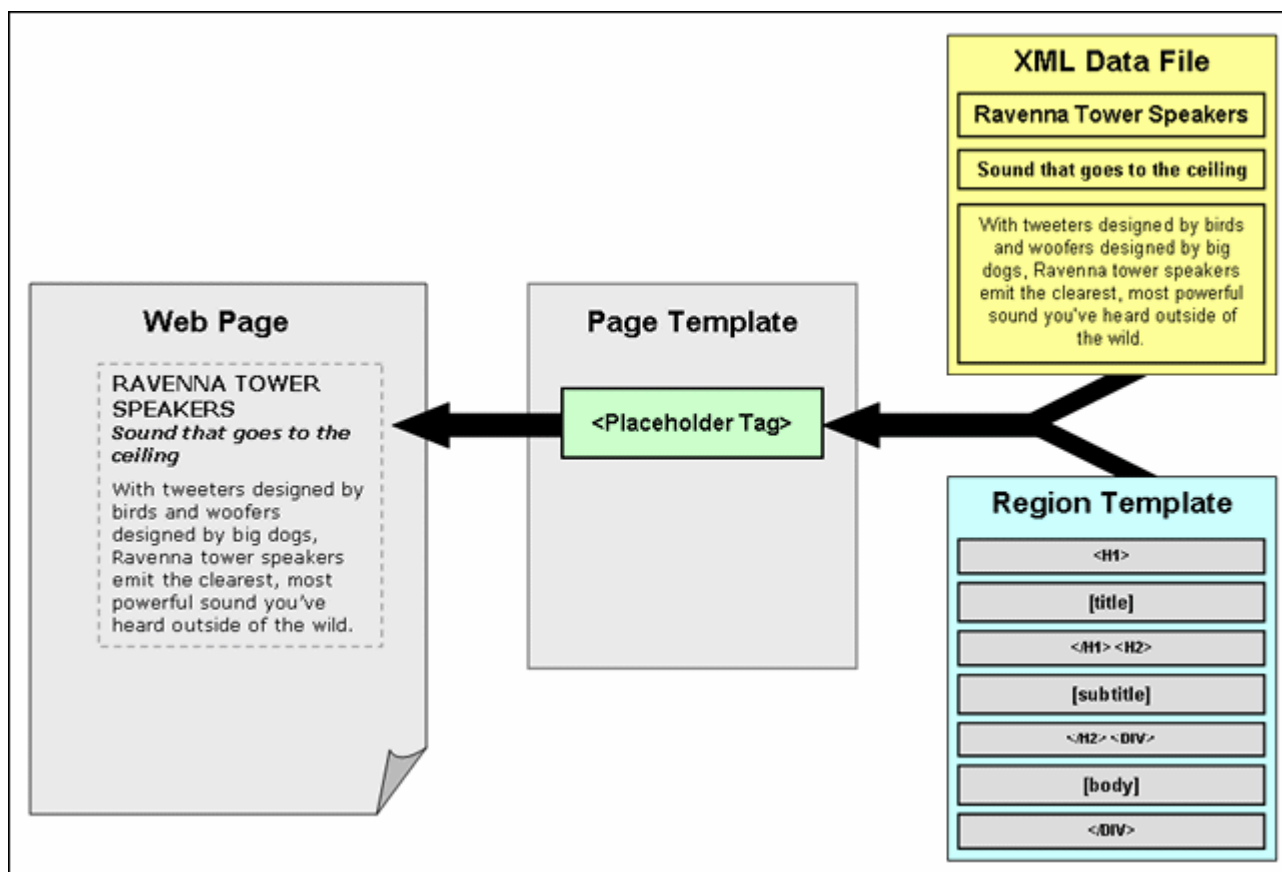 XML Data File
Ravenna Tower Speakers
Sound that goes to the ceiling
With tweeters designed by birds
and woofers designed by big
dogs, Ravenna tower speakers
emit the clearest, most powerful
sound you've heard outside of
the wild.
Web Page
RAVENNA TOWER
SPEAKERS
Sound that goes to the
ceiling
With tweeters designed by
birds and woofers
designed by big dogs,
Ravenna tower speakers
emit the clearest, most
powerful sound you've
heard outside of the wild.
Page Template
<Placeholder Tag>
Region Template
<H1>
[title]
</H1> <H2>
[subtitle]
</H2> <DIV>
[body]
</DIV>